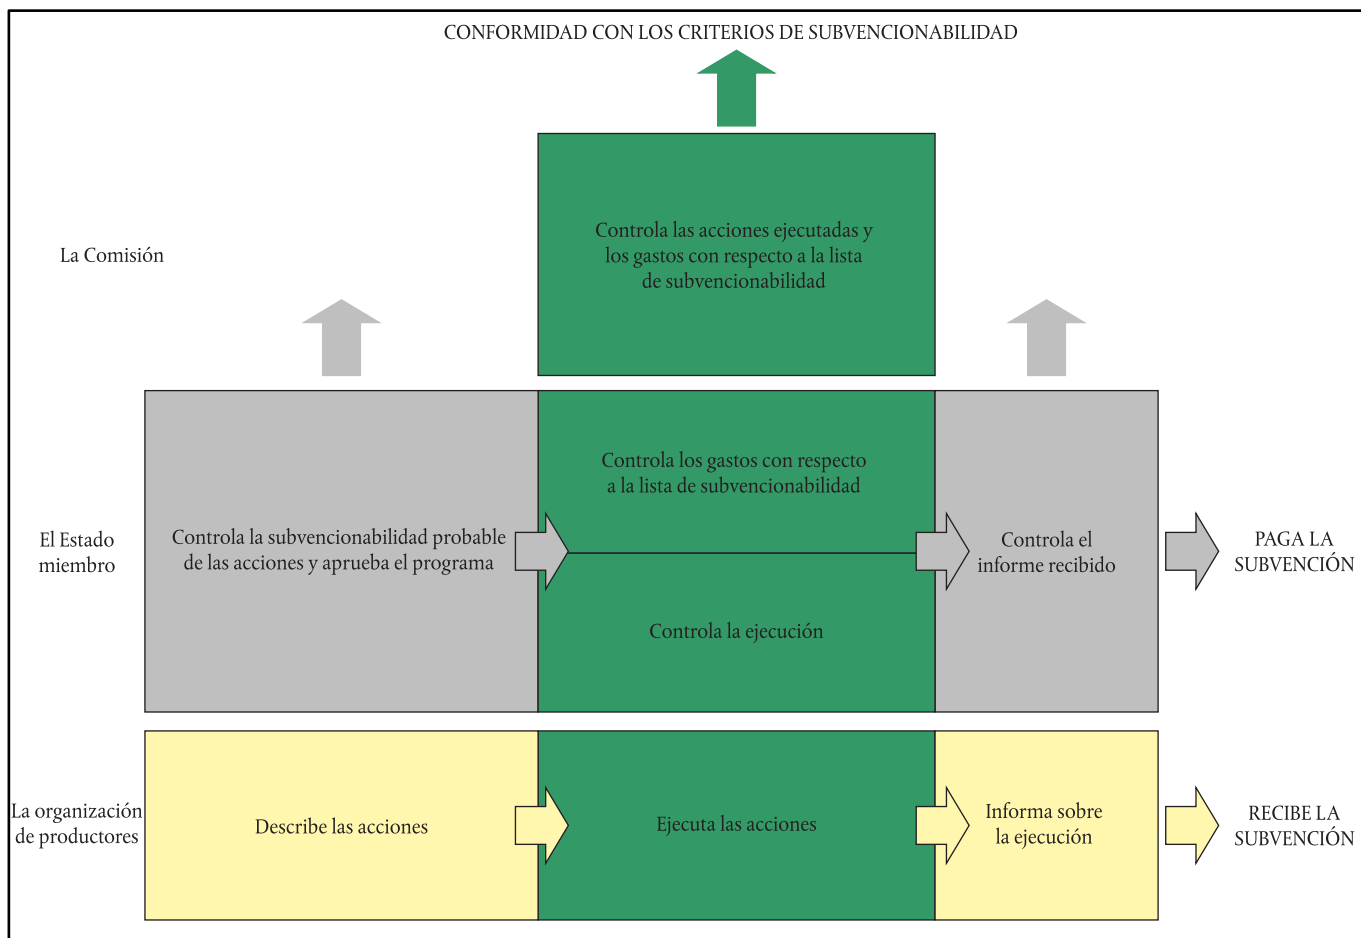 CONFORMIDAD CON LOS CRITERIOS DE SUBVENCIONABILIDAD
La Comisión
Controla las acciones ejecutadas y
los gastos con respecto a la lista
de subvencionabilidad
El Estado
miembro
Controla la subvencionabilidad probable
de las acciones y aprueba el programa
Controla los gastos con respecto
a la lista de subvencionabilidad
Controla la ejecución
Controla el
informe recibido
PAGA LA
SUBVENCIÓN
La organización
de productores
Describe las acciones
Ejecuta las acciones
Informa sobre
la ejecución
RECIBE LA
SUBVENCIÓN